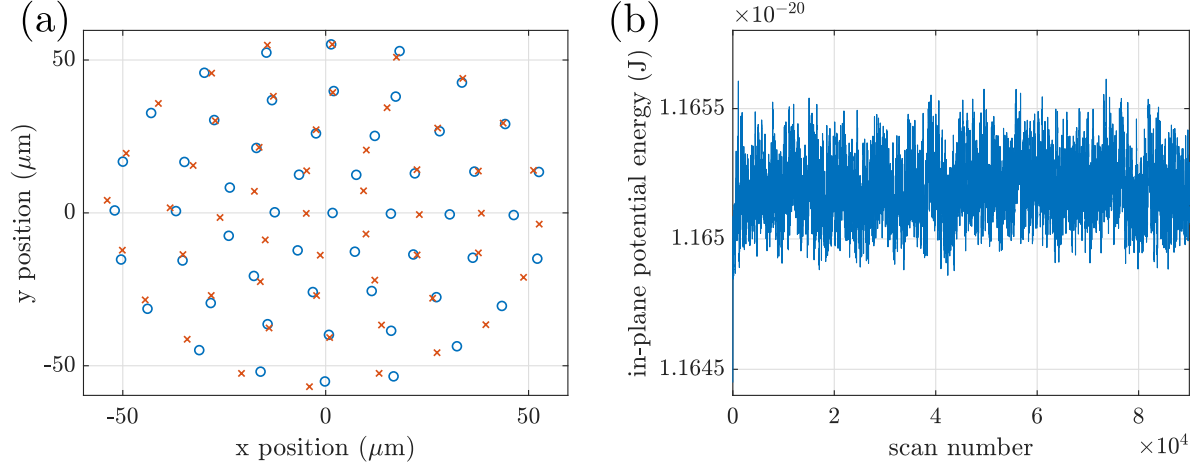 (a)
50
0
-50
-50
0
50
x position (μm)
y position (μm)
(b)
×10⁻²⁰
1.1655
1.165
1.1645
0
2
4
6
8
×10⁴
scan number
in-plane potential energy (J)